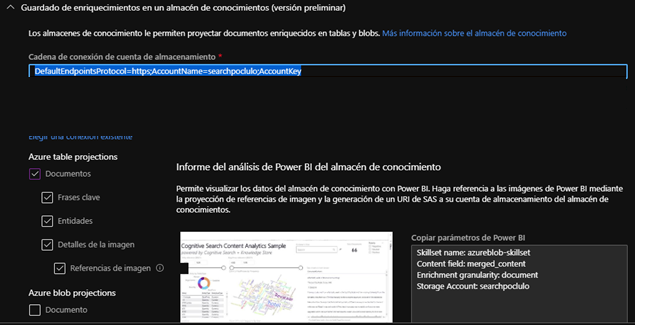 Guardado de enriquecimientos en un almacén de conocimientos (versión preliminar)
Los almacenes de conocimiento le permiten proyectar documentos enriquecidos en tablas y blobs. Más información sobre el almacén de conocimiento
Cadena de conexión de cuenta de almacenamiento *
DefaultEndpointsProtocol=https;AccountName=searchpoclulo;AccountKey
Elegir una conexión existente
Azure table projections
Documentos
Frases clave
Entidades
Detalles de la imagen
Referencias de imagen
Azure blob projections
Documento
Informe del análisis de Power BI del almacén de conocimiento
Permite visualizar los datos del almacén de conocimiento con Power BI. Haga referencia a las imágenes de Power BI mediante
la proyección de referencias de imagen y la generación de un URI de SAS a su cuenta de almacenamiento del almacén de
conocimientos.
Cognitive Search Content Analytics Sample
powered by Cognitive Search + Knowledge Store
Copiar parámetros de Power BI
Skillset name: azureblob-skillset
Content field: merged_content
Enrichment granularity: document
Storage Account: searchpoclulo